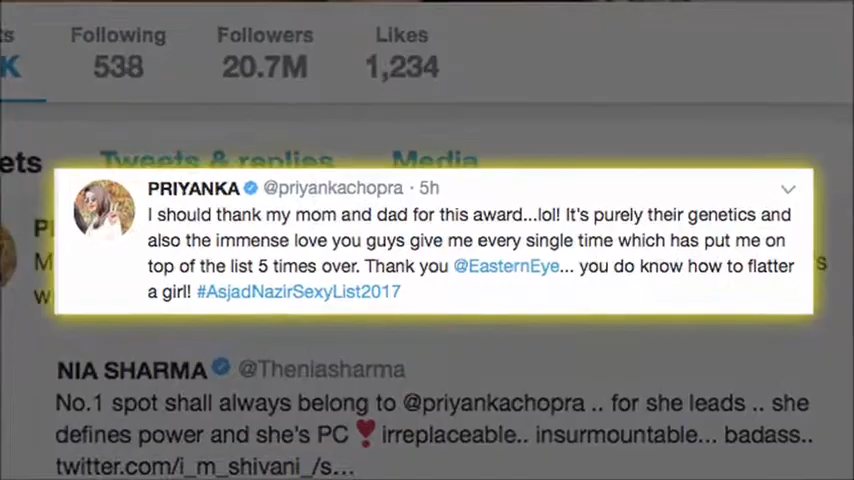 ts Following Followers Likes
K 538 20.7M 1,234
ets Tweets & replies Media
PRIYANKA @priyankachopra · 5h
I should thank my mom and dad for this award...lol! It's purely their genetics and
also the immense love you guys give me every single time which has put me on
top of the list 5 times over. Thank you @EasternEye... you do know how to flatter
a girl! #AsjadNazirSexyList2017
NIA SHARMA @Theniasharma
No.1 spot shall always belong to @priyankachopra .. for she leads .. she
defines power and she's PC❣️irreplaceable.. insurmountable... badass..
twitter.com/i_m_shivani_/s...